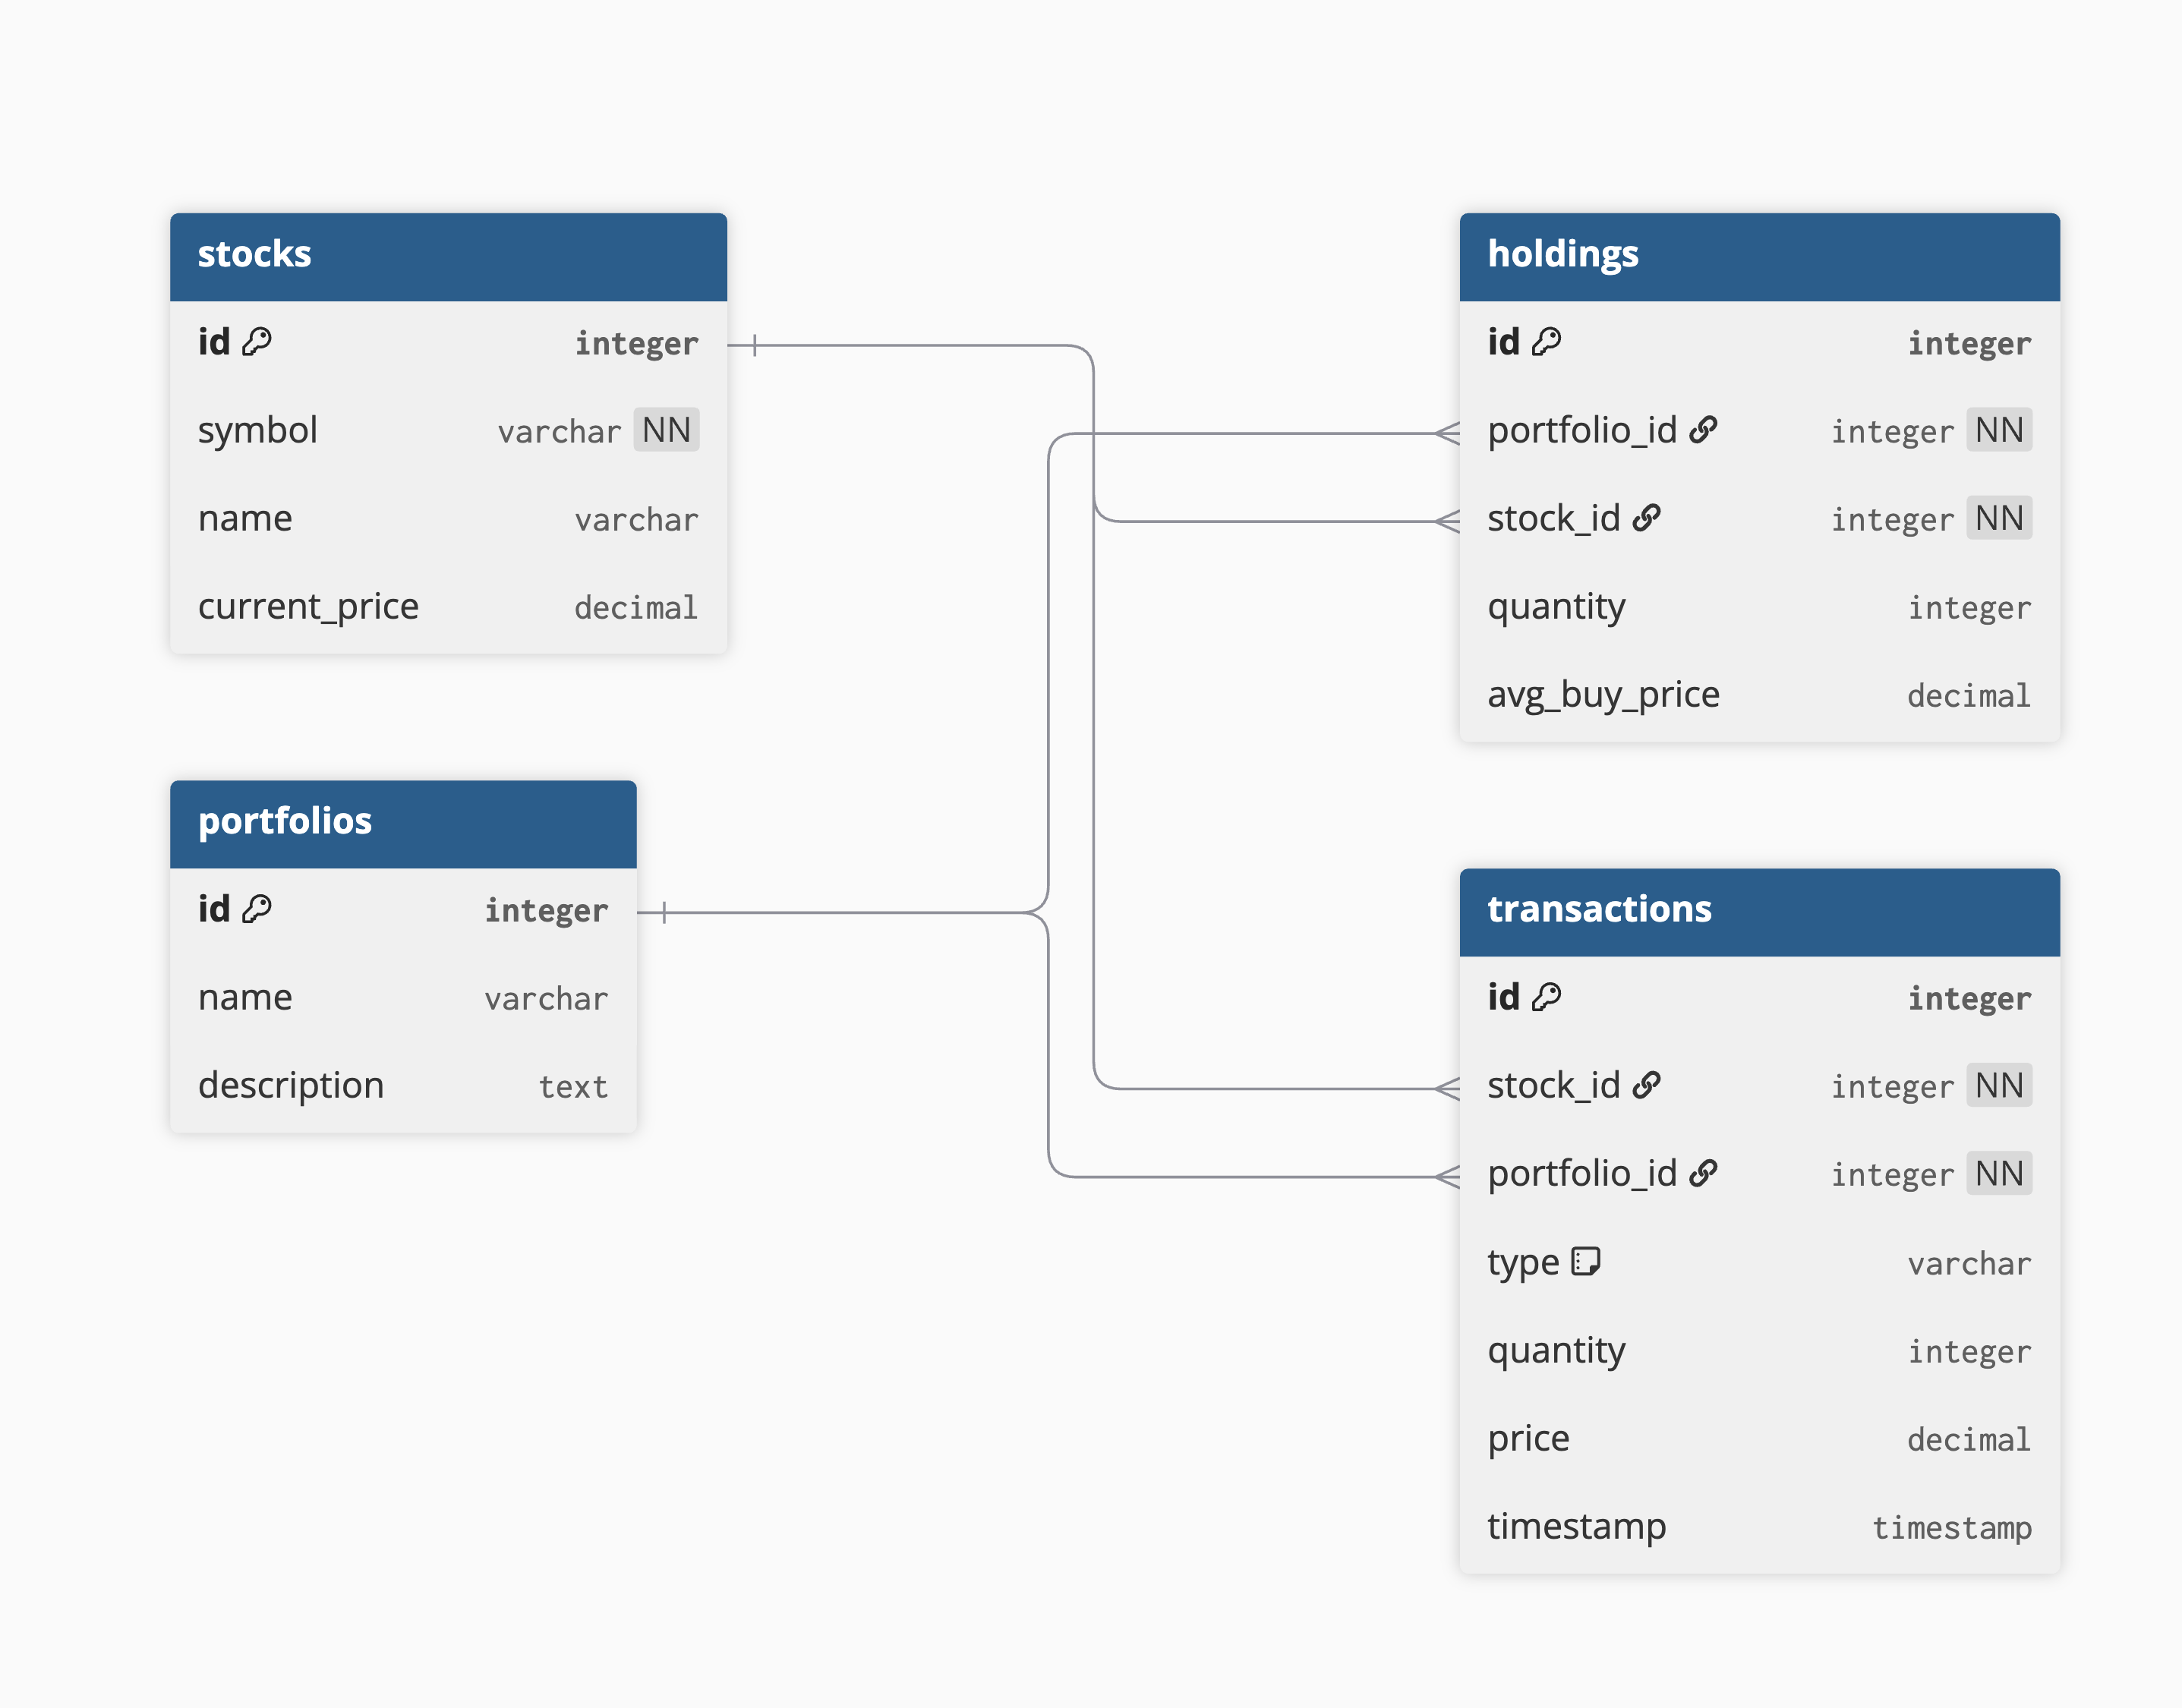 stocks
id integer
symbol varchar NN
name varchar
current_price decimal
portfolios
id integer
name varchar
description text
holdings
id integer
portfolio_id integer NN
stock_id integer NN
quantity integer
avg_buy_price decimal
transactions
id integer
stock_id integer NN
portfolio_id integer NN
type varchar
quantity integer
price decimal
timestamp timestamp